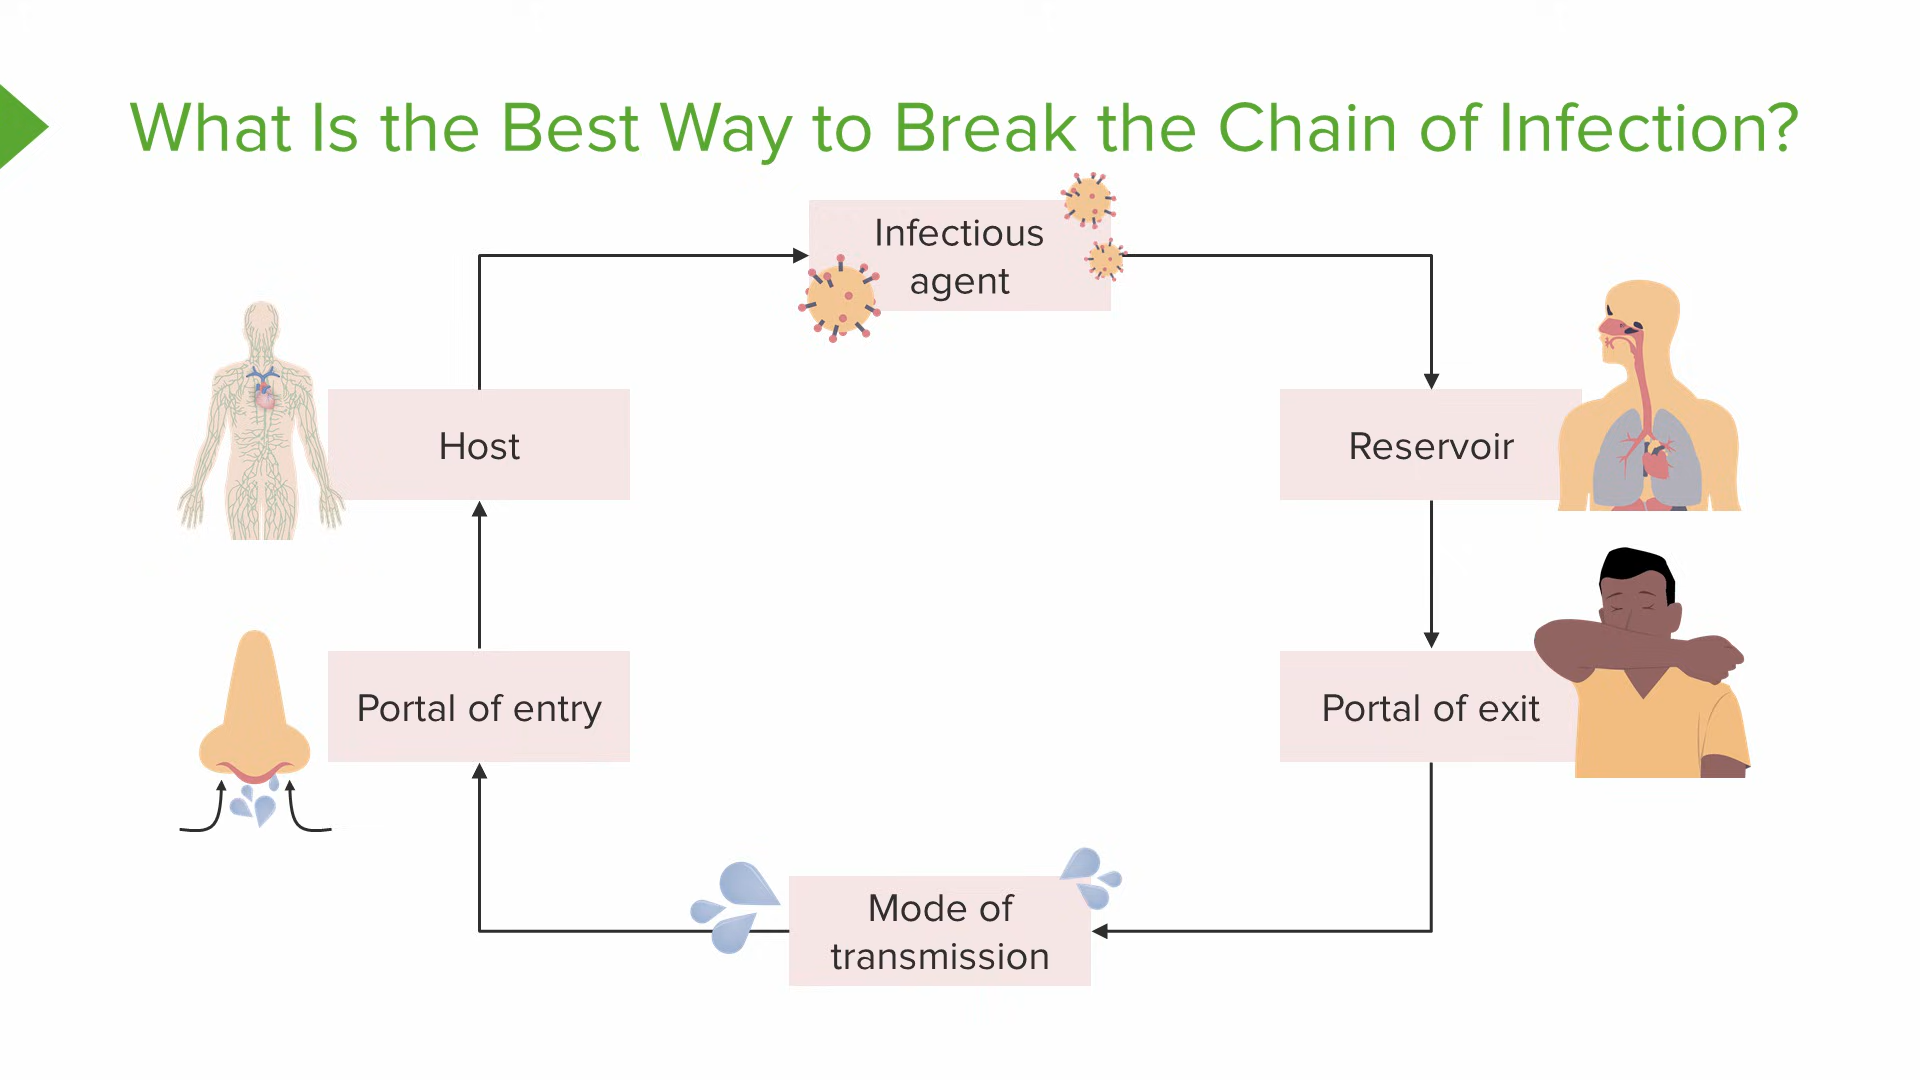 What Is the Best Way to Break the Chain of Infection?
Infectious
agent
Host
Reservoir
Portal of entry
Portal of exit
Mode of
transmission